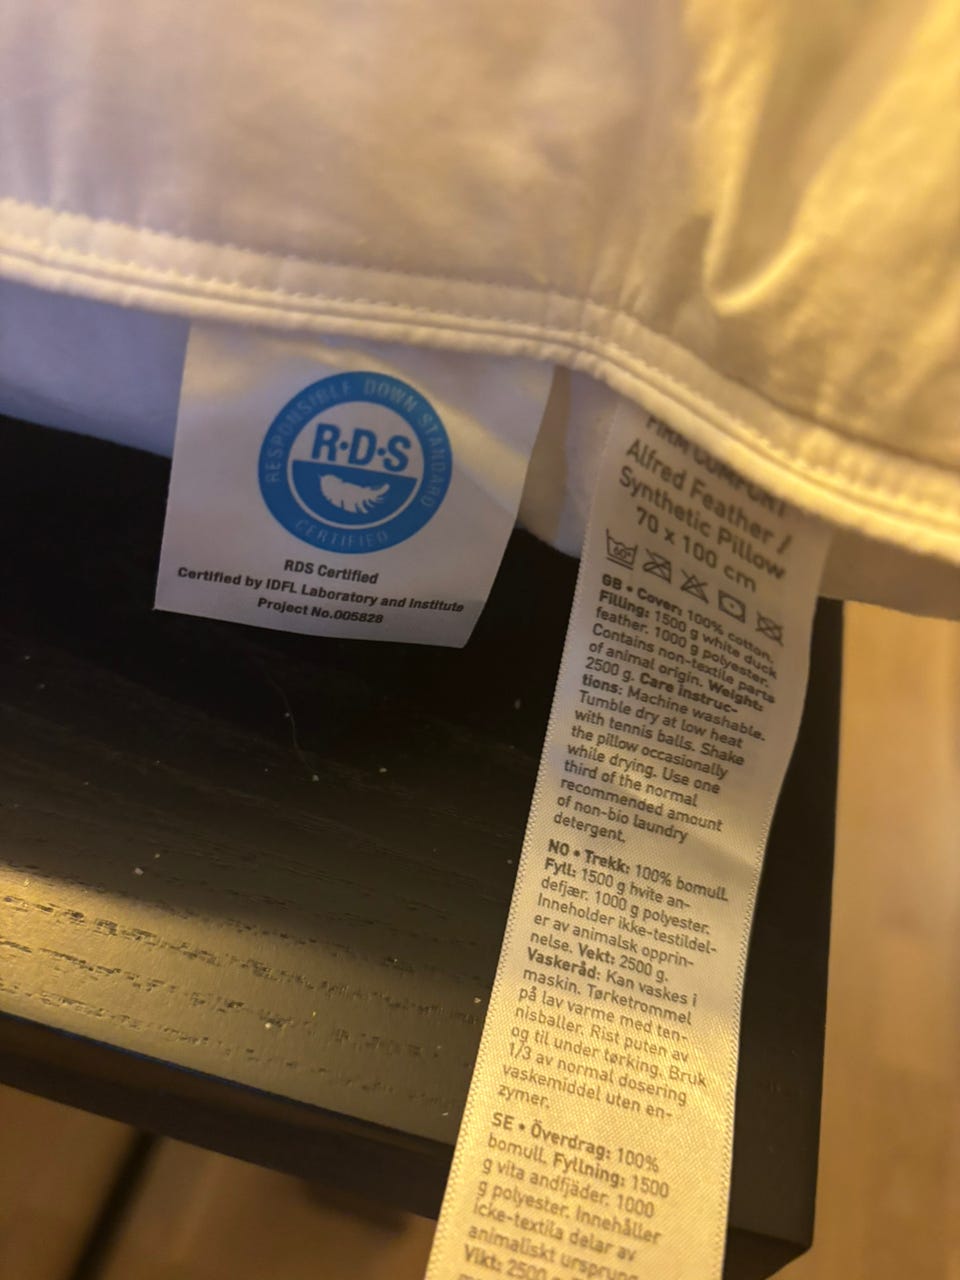 RESPONSIBLE DOWN STANDARD
R·D·S
CERTIFIED
RDS Certified
Certified by IDFL Laboratory and Institute
Project No.005828
FIRM COMFORT
Alfred Feather /
Synthetic Pillow
70 x 100 cm
60°
GB • Cover: 100% cotton.
Filling: 1500 g white duck
feather. 1000 g polyester.
Contains non-textile parts
of animal origin. Weight:
2500 g. Care instruc-
tions: Machine washable.
Tumble dry at low heat
with tennis balls. Shake
the pillow occasionally
while drying. Use one
third of the normal
recommended amount
of non-bio laundry
detergent.
NO • Trekk: 100% bomull.
Fyll: 1500 g hvite an-
defjær. 1000 g polyester.
Inneholder ikke-testildel-
er av animalsk opprin-
nelse. Vekt: 2500 g.
Vaskeråd: Kan vaskes i
maskin. Tørketrommel
på lav varme med ten-
nisballer. Rist puten av
og til under tørking. Bruk
1/3 av normal dosering
vaskemiddel uten en-
zymer.
SE • Överdrag: 100%
bomull. Fyllning: 1500
g vita andfjäder. 1000
g polyester. Innehåller
icke-textila delar av
animaliskt ursprung.
Vikt: 2500 g.